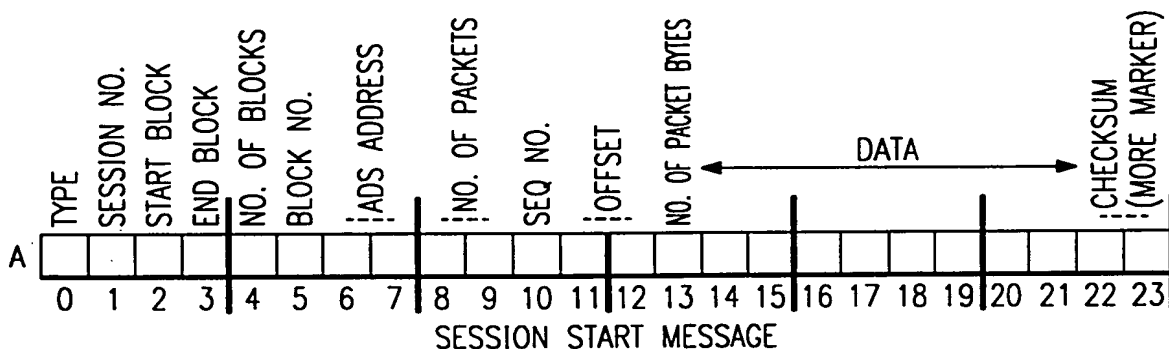 TYPE
SESSION NO.
START BLOCK
END BLOCK
NO. OF BLOCKS
BLOCK NO.
ADS ADDRESS
NO. OF PACKETS
SEQ NO.
OFFSET
NO. OF PACKET BYTES
DATA
CHECKSUM
(MORE MARKER)
A
0 1 2 3 4 5 6 7 8 9 10 11 12 13 14 15 16 17 18 19 20 21 22 23
SESSION START MESSAGE